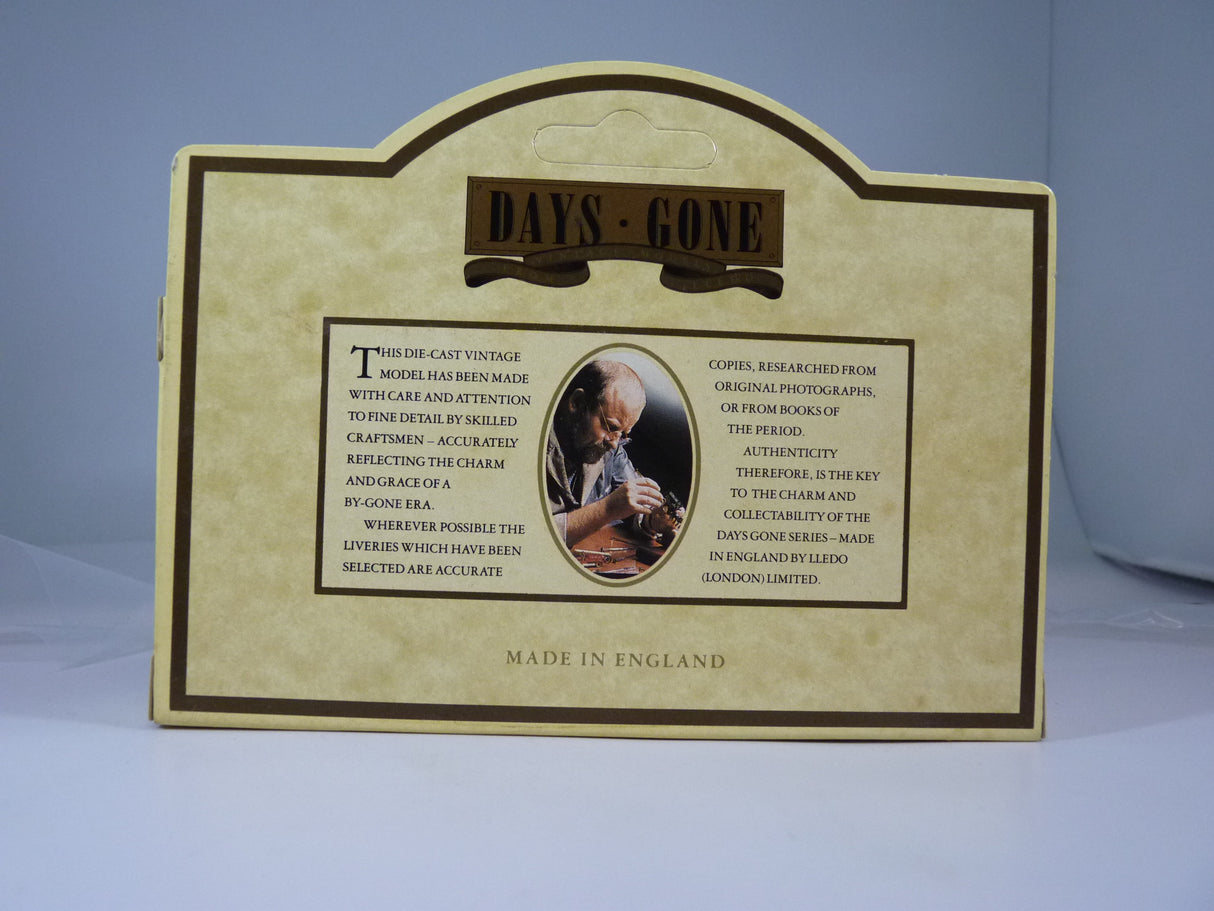 DAYS · GONE
THIS DIE-CAST VINTAGE
MODEL HAS BEEN MADE
WITH CARE AND ATTENTION
TO FINE DETAIL BY SKILLED
CRAFTSMEN – ACCURATELY
REFLECTING THE CHARM
AND GRACE OF A
BY-GONE ERA.
WHEREVER POSSIBLE THE
LIVERIES WHICH HAVE BEEN
SELECTED ARE ACCURATE
COPIES, RESEARCHED FROM
ORIGINAL PHOTOGRAPHS,
OR FROM BOOKS OF
THE PERIOD.
AUTHENTICITY
THEREFORE, IS THE KEY
TO THE CHARM AND
COLLECTABILITY OF THE
DAYS GONE SERIES – MADE
IN ENGLAND BY LLEDO
(LONDON) LIMITED.
MADE IN ENGLAND